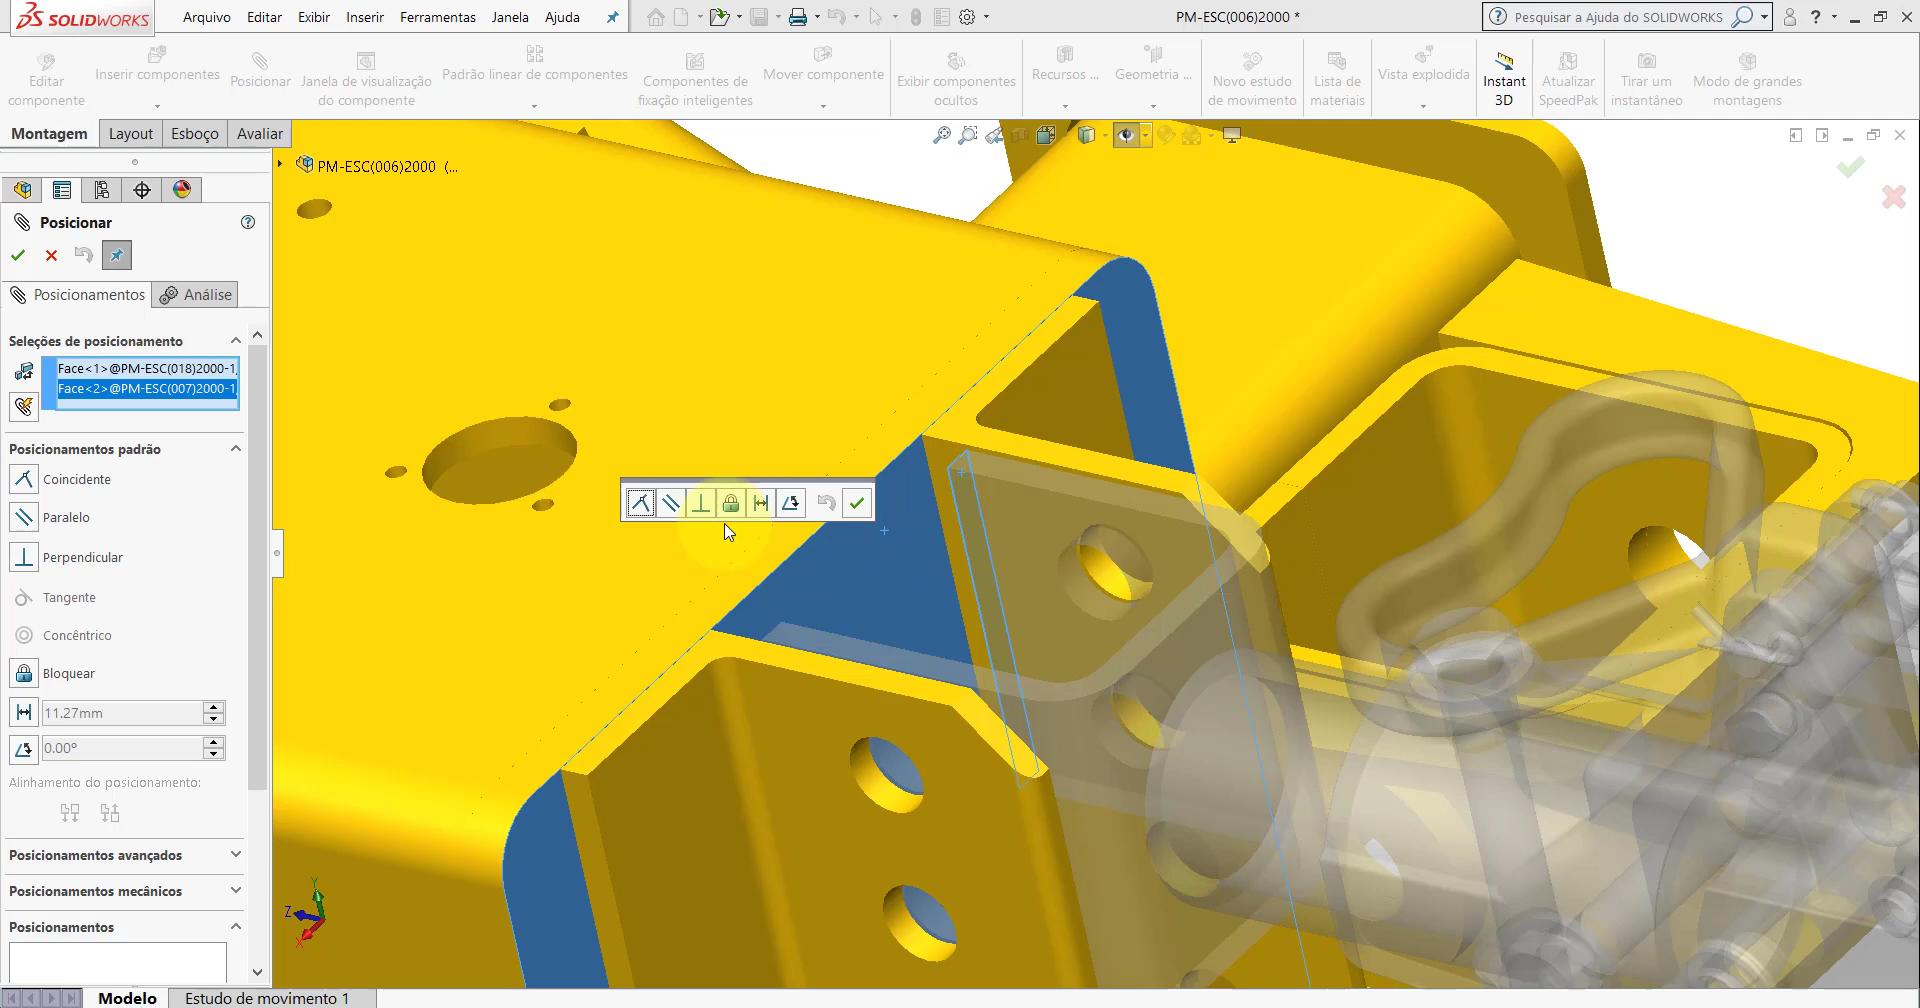 SOLIDWORKS
Arquivo Editar Exibir Inserir Ferramentas Janela Ajuda
PM-ESC(006)2000 *
Pesquisar a Ajuda do SOLIDWORKS
Editar componente
Inserir componentes
Posicionar
Janela de visualização do componente
Padrão linear de componentes
Componentes de fixação inteligentes
Mover componente
Exibir componentes ocultos
Recursos ...
Geometria ...
Novo estudo de movimento
Lista de materiais
Vista explodida
Instant 3D
Atualizar SpeedPak
Tirar um instantâneo
Modo de grandes montagens
Montagem Layout Esboço Avaliar
PM-ESC(006)2000 (...
Posicionar
Posicionamentos Análise
Seleções de posicionamento
Face<1>@PM-ESC(018)2000-1
Face<2>@PM-ESC(007)2000-1
Posicionamentos padrão
Coincidente
Paralelo
Perpendicular
Tangente
Concêntrico
Bloquear
11.27mm
0.00°
Alinhamento do posicionamento:
Posicionamentos avançados
Posicionamentos mecânicos
Posicionamentos
Y
Z
X
Modelo Estudo de movimento 1